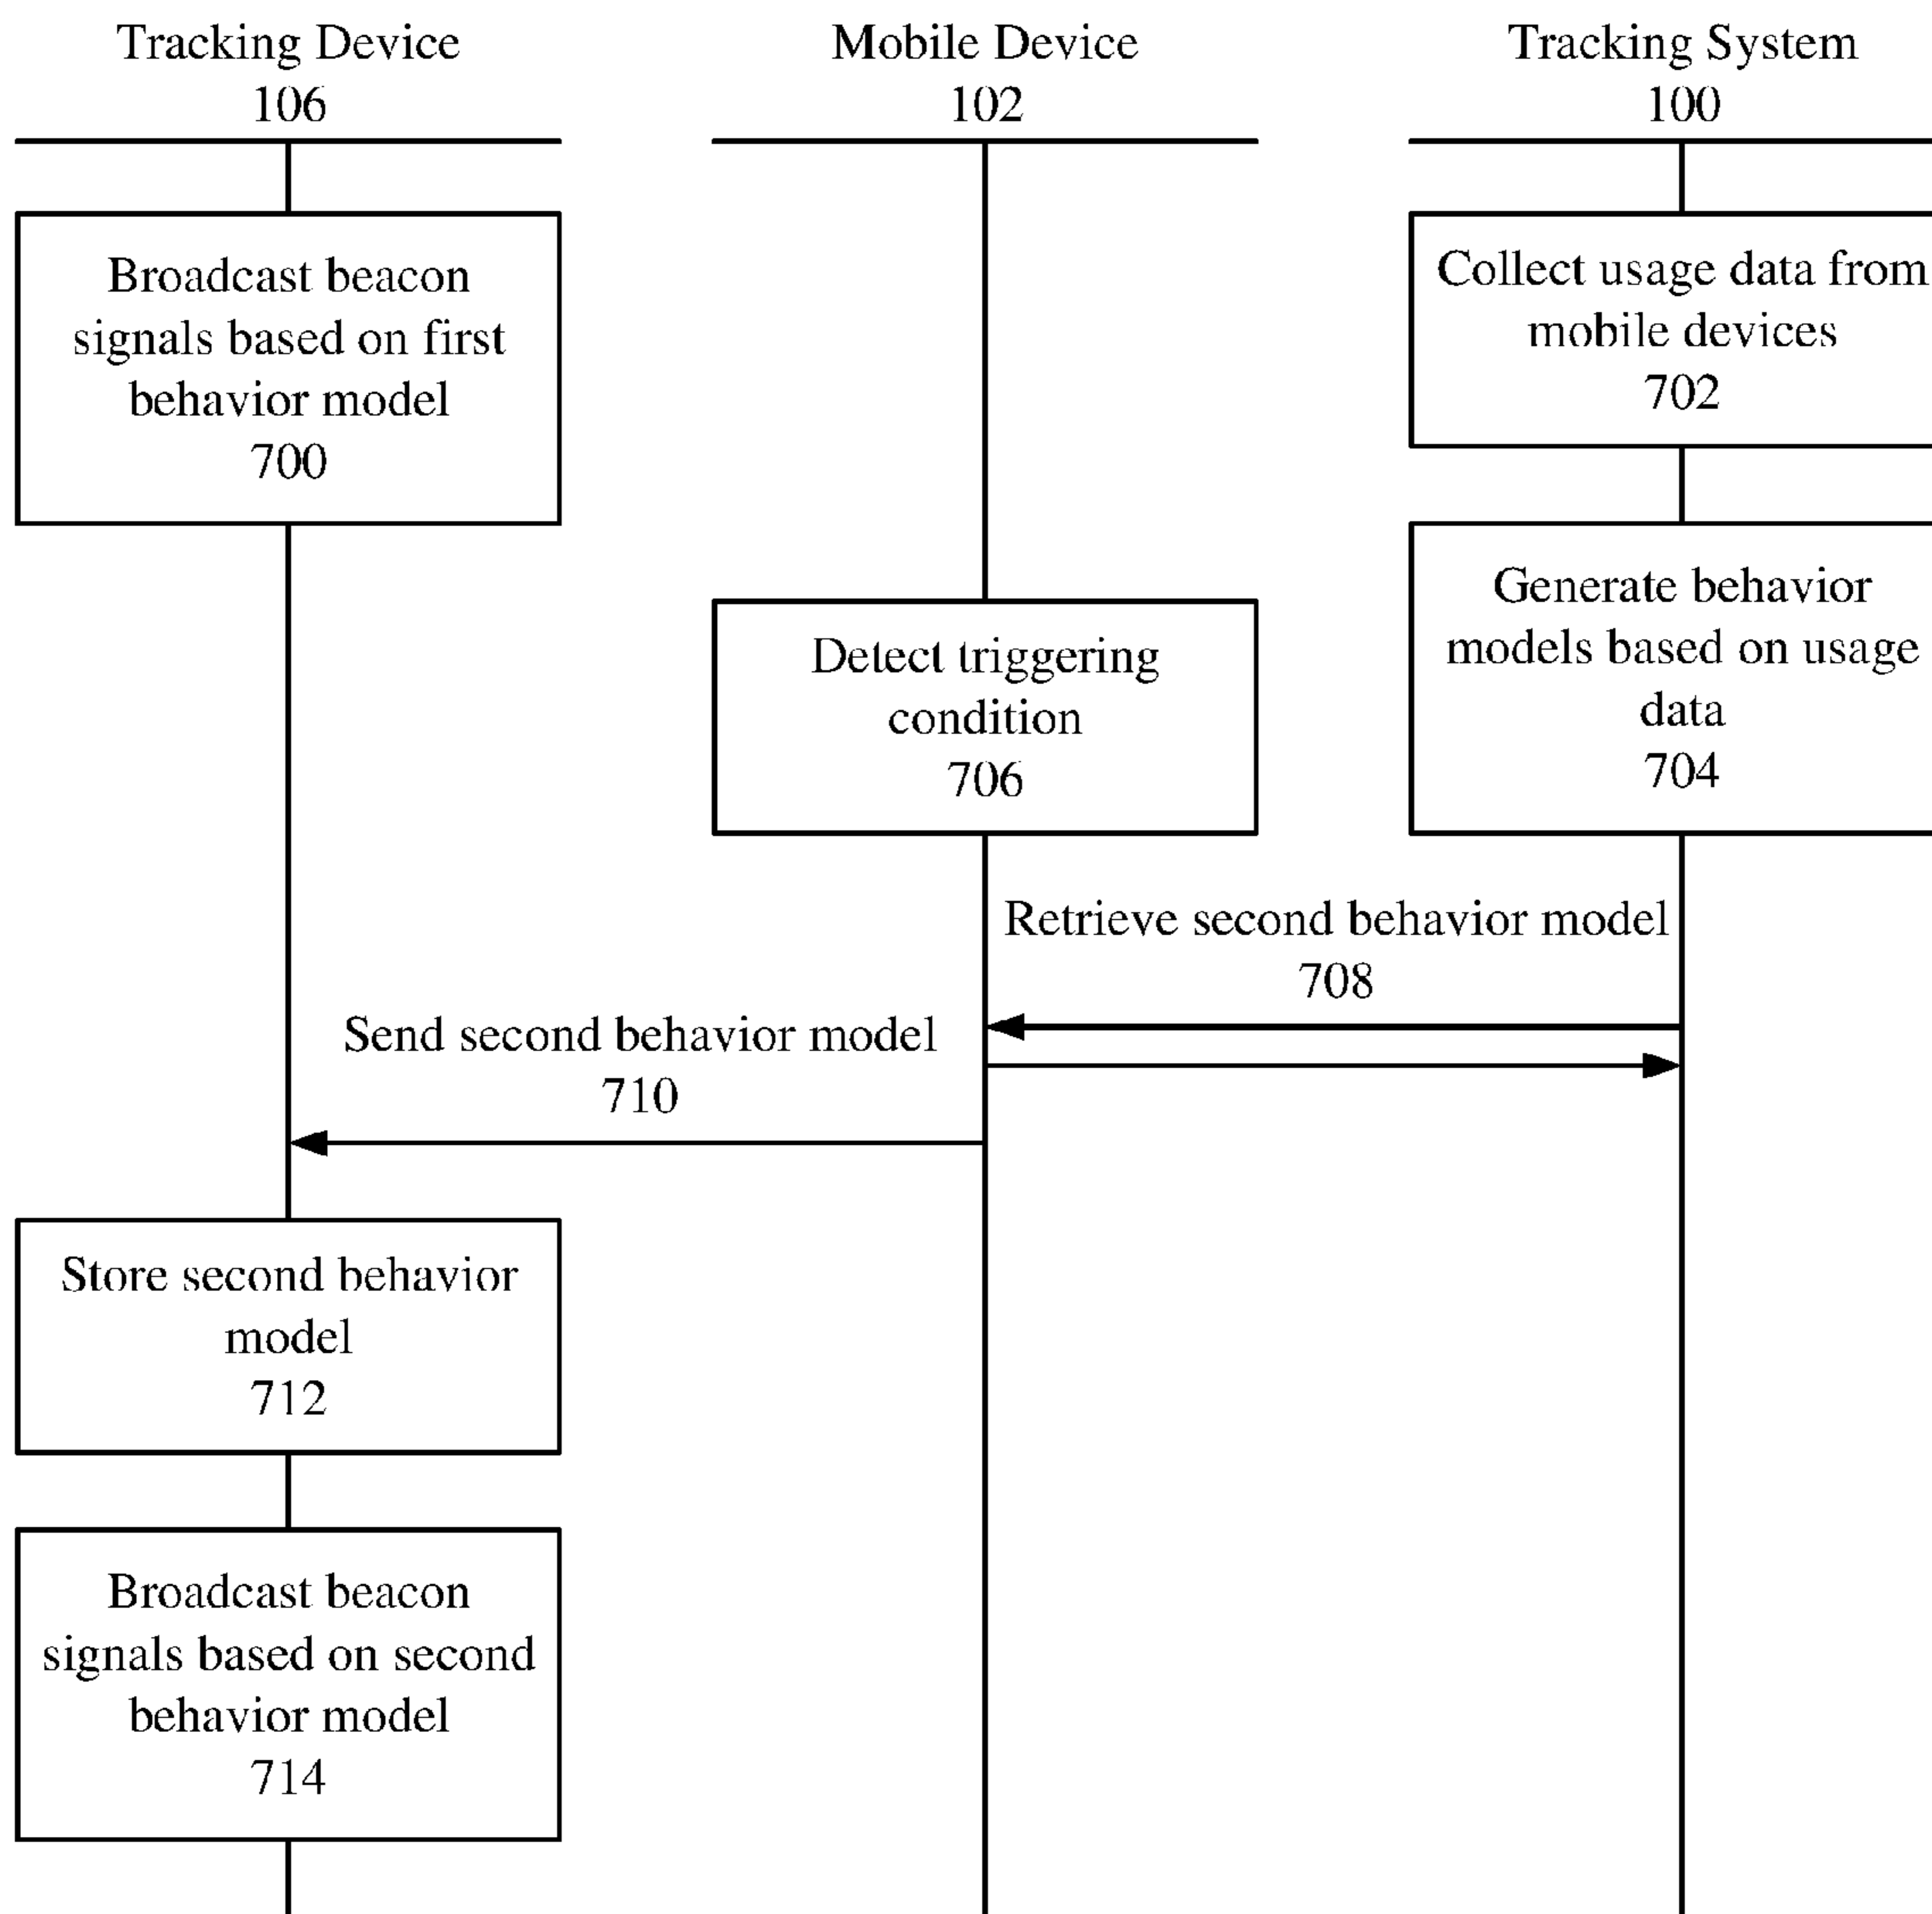 Tracking Device
106
Mobile Device
102
Tracking System
100
Broadcast beacon
signals based on first
behavior model
700
Collect usage data from
mobile devices
702
Generate behavior
models based on usage
data
704
Detect triggering
condition
706
Retrieve second behavior model
708
Send second behavior model
710
Store second behavior
model
712
Broadcast beacon
signals based on second
behavior model
714